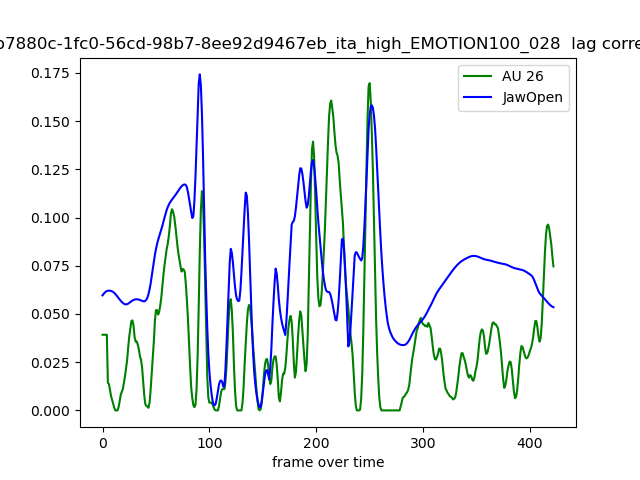 b7880c-1fc0-56cd-98b7-8ee92d9467eb_ita_high_EMOTION100_028 lag corre
AU 26
JawOpen
0.175
0.150
0.125
0.100
0.075
0.050
0.025
0.000
0 100 200 300 400
frame over time